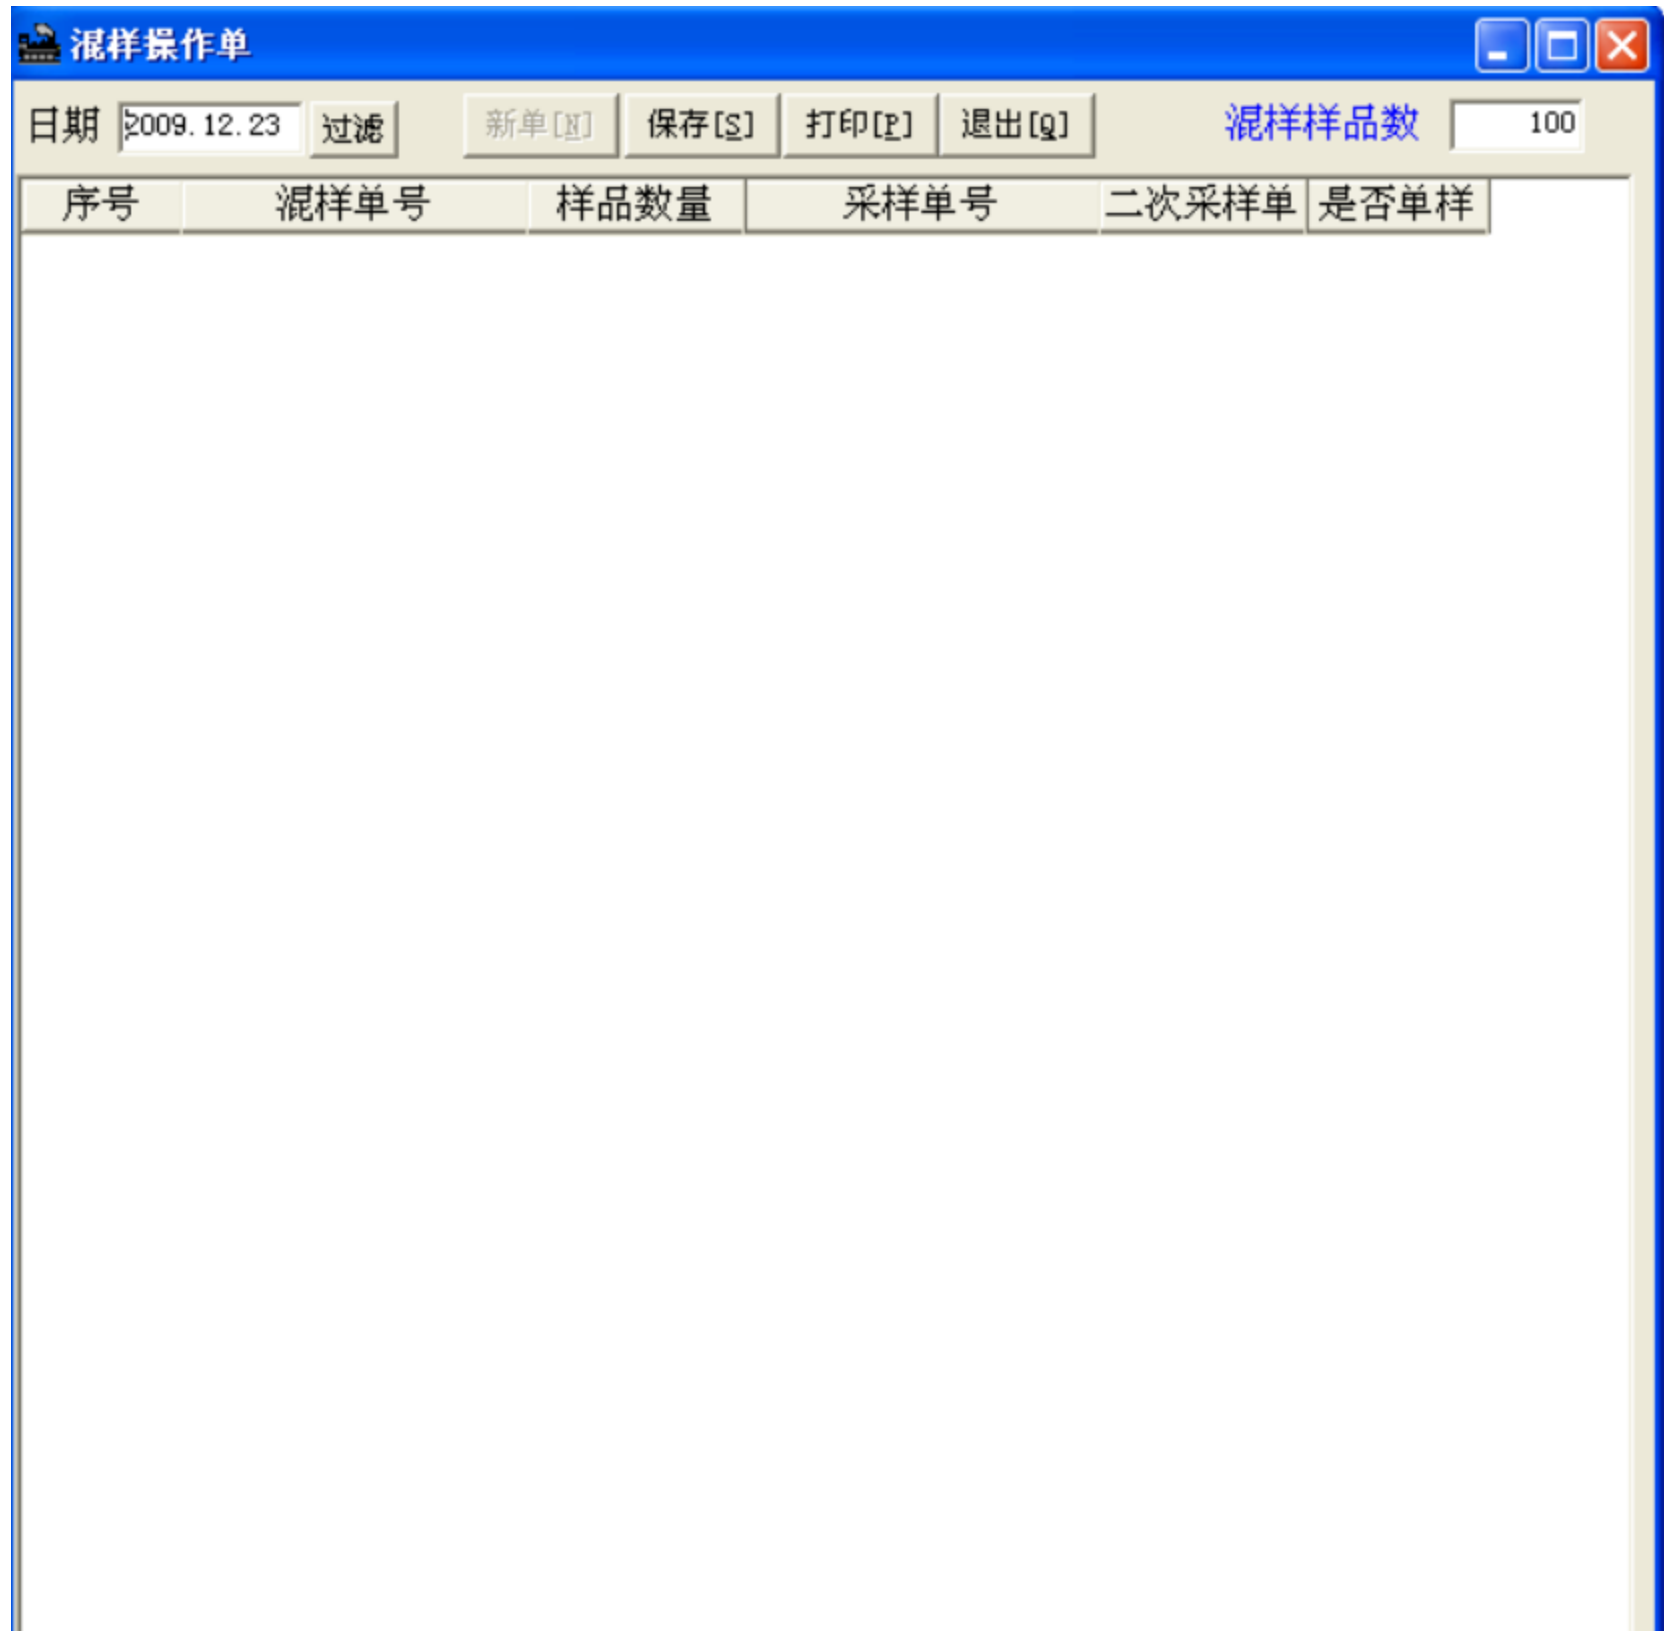 混样操作单
日期 2009.12.23 过滤 新单[N] 保存[S] 打印[P] 退出[Q] 混样样品数 100
序号 混样单号 样品数量 采样单号 二次采样单 是否单样